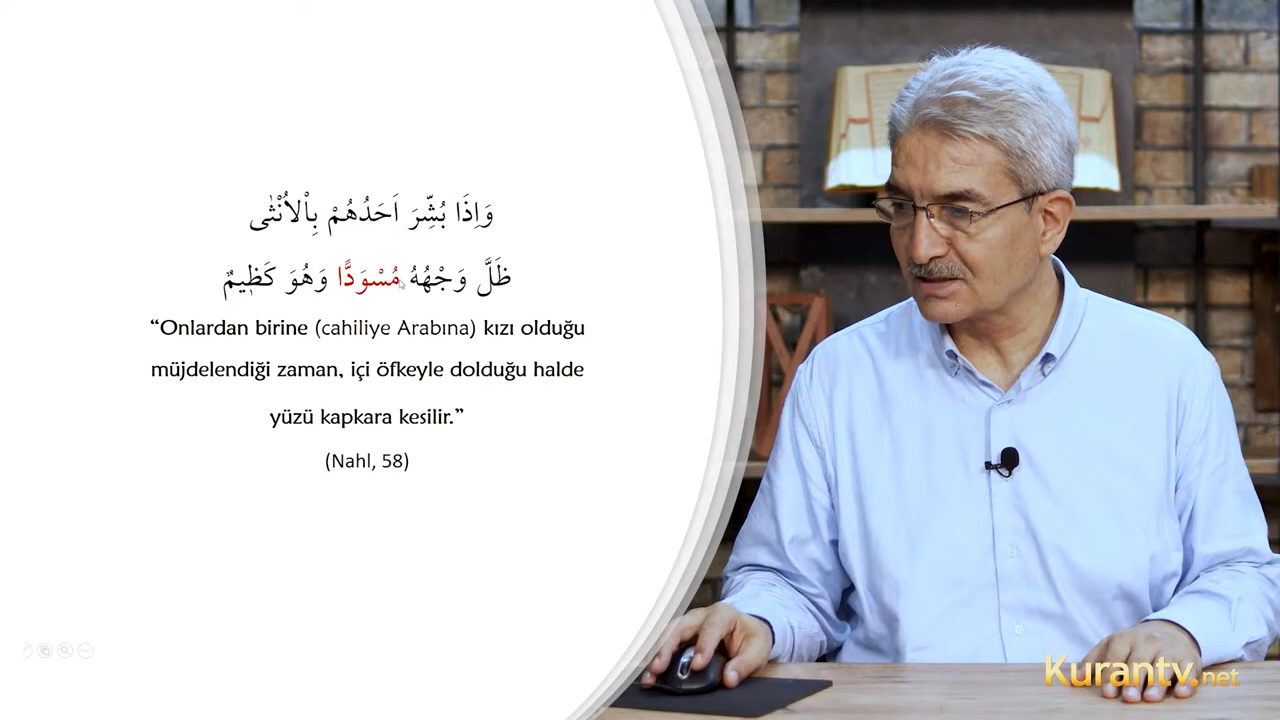 وَاِذَا بُشِّرَ اَحَدُهُمْ بِاْلاُنْثٰى
ظَلَّ وَجْهُهُ مُسْوَدًّا وَهُوَ كَظ۪يمٌ
“Onlardan birine (cahiliye Arabına) kızı olduğu
müjdelendiği zaman, içi öfkeyle dolduğu halde
yüzü kapkara kesilir.”
(Nahl, 58)
Kurantv.net